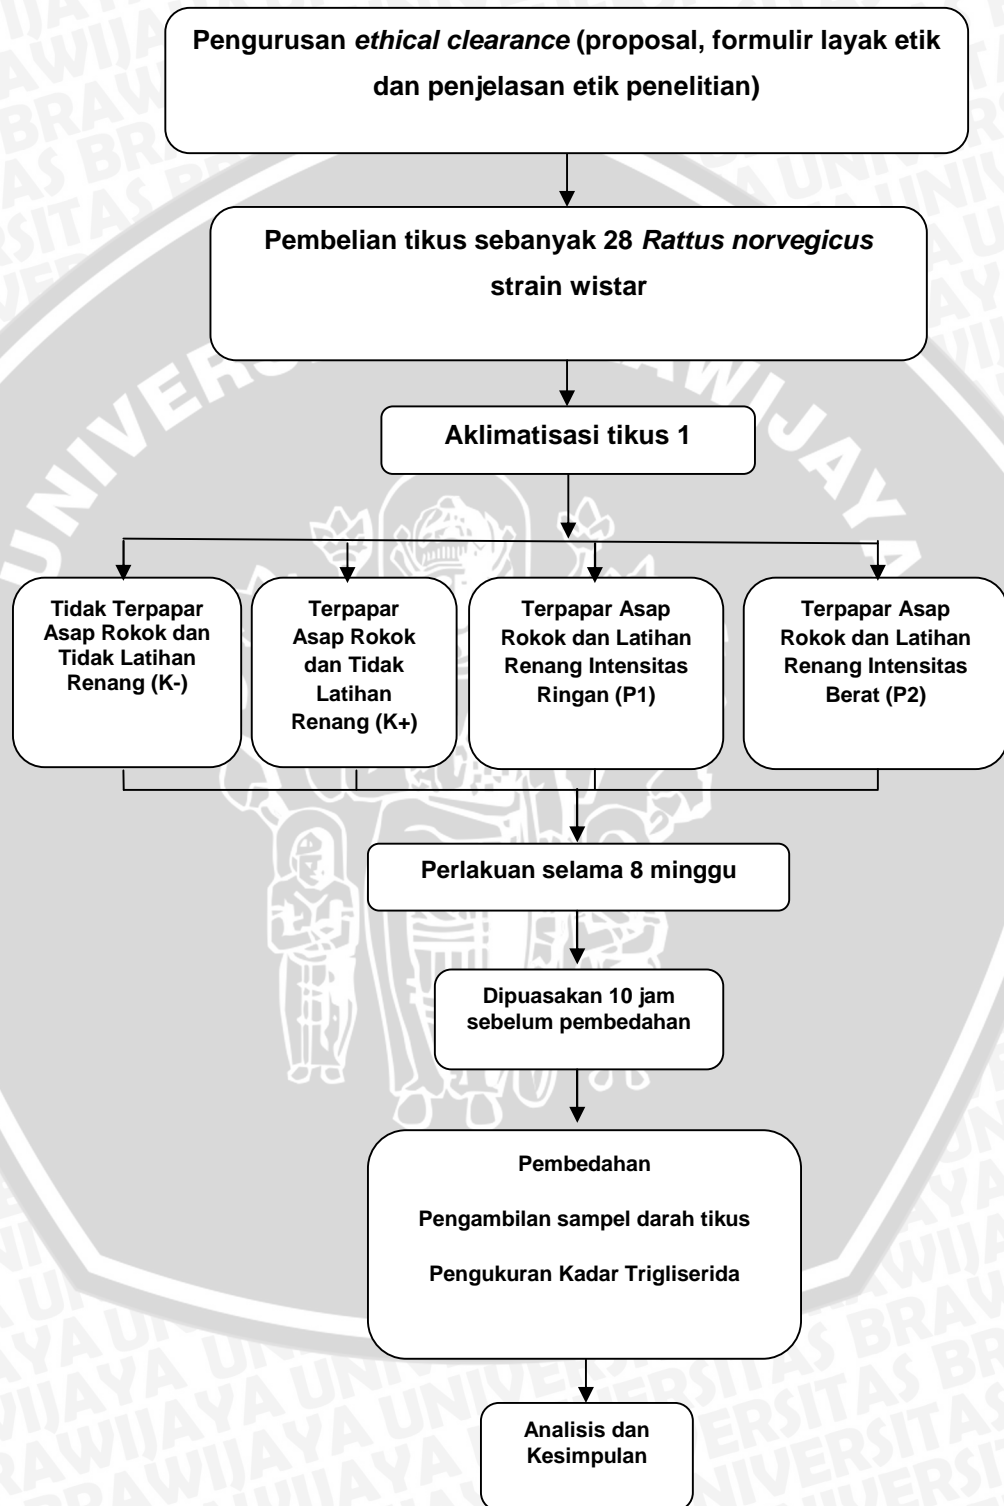 Pengurusan ethical clearance (proposal, formulir layak etik
dan penjelasan etik penelitian)
Pembelian tikus sebanyak 28 Rattus norvegicus
strain wistar
Aklimatisasi tikus 1
Tidak Terpapar
Asap Rokok dan
Tidak Latihan
Renang (K-)
Terpapar
Asap Rokok
dan Tidak
Latihan
Renang (K+)
Terpapar Asap
Rokok dan Latihan
Renang Intensitas
Ringan (P1)
Terpapar Asap
Rokok dan Latihan
Renang Intensitas
Berat (P2)
Perlakuan selama 8 minggu
Dipuasakan 10 jam
sebelum pembedahan
Pembedahan
Pengambilan sampel darah tikus
Pengukuran Kadar Trigliserida
Analisis dan
Kesimpulan